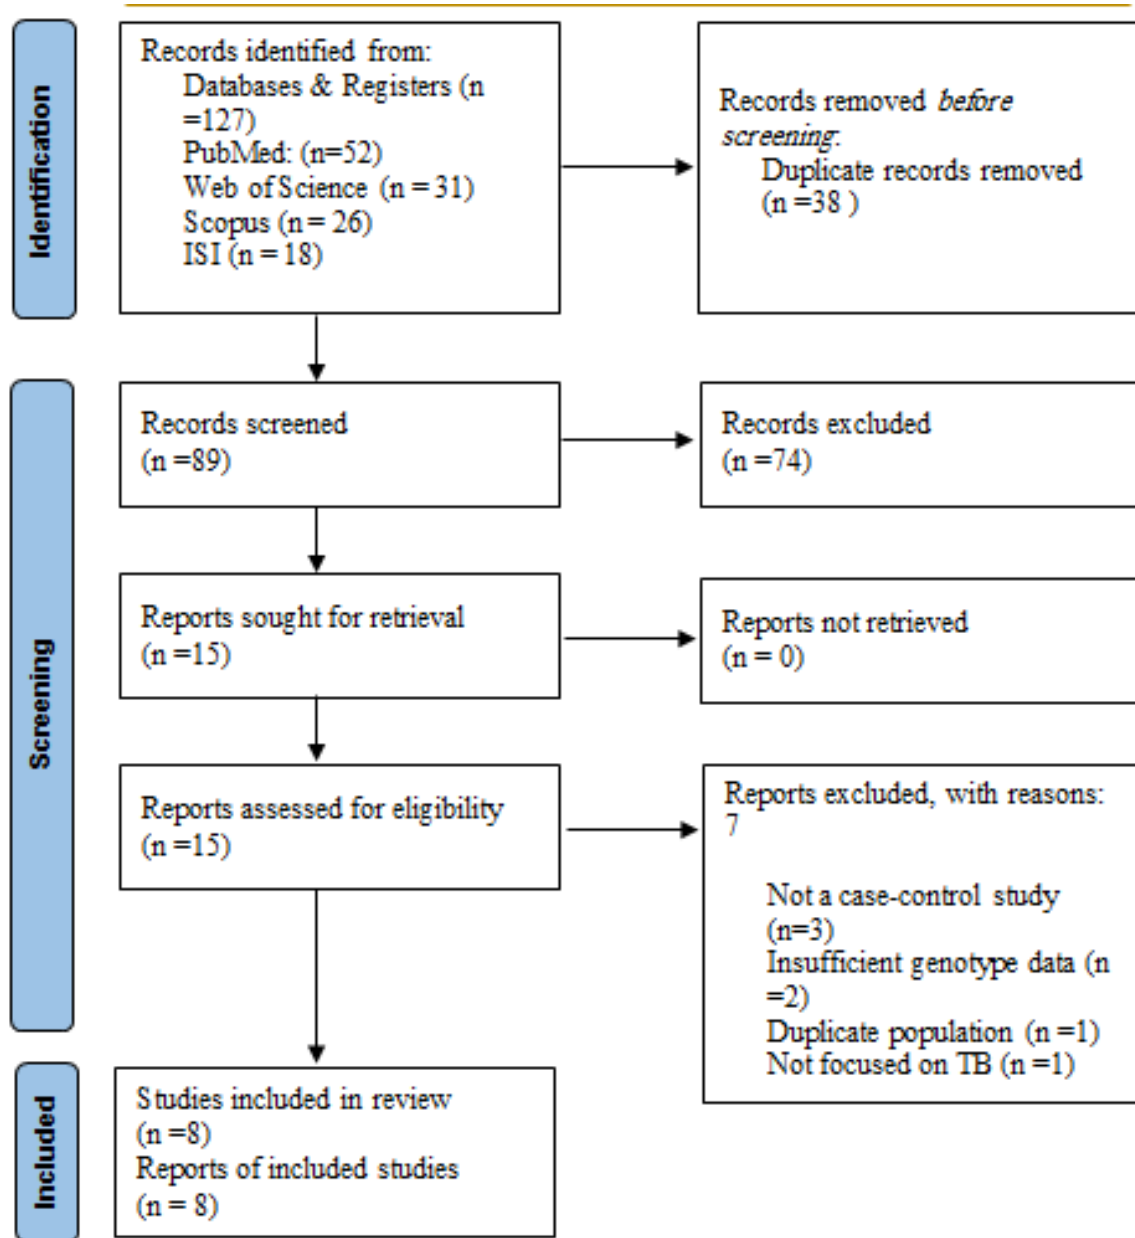 Identification
Records identified from:
Databases & Registers (n
=127)
PubMed: (n=52)
Web of Science (n = 31)
Scopus (n = 26)
ISI (n = 18)
Records removed before
screening:
Duplicate records removed
(n =38 )
Screening
Records screened
(n =89)
Records excluded
(n =74)
Reports sought for retrieval
(n =15)
Reports not retrieved
(n = 0)
Reports assessed for eligibility
(n =15)
Reports excluded, with reasons:
7
Not a case-control study
(n=3)
Insufficient genotype data (n
=2)
Duplicate population (n =1)
Not focused on TB (n =1)
Included
Studies included in review
(n =8)
Reports of included studies
(n = 8)